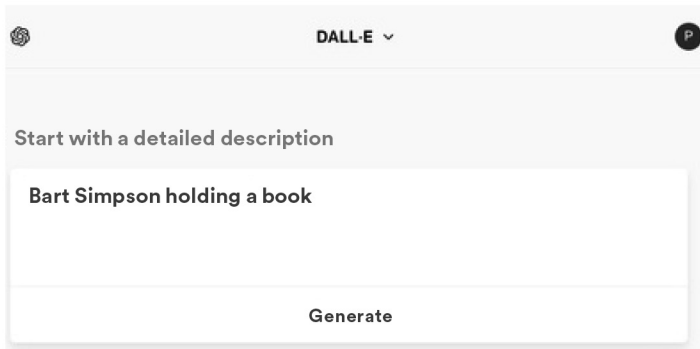 DALL·E
P
Start with a detailed description
Bart Simpson holding a book
Generate